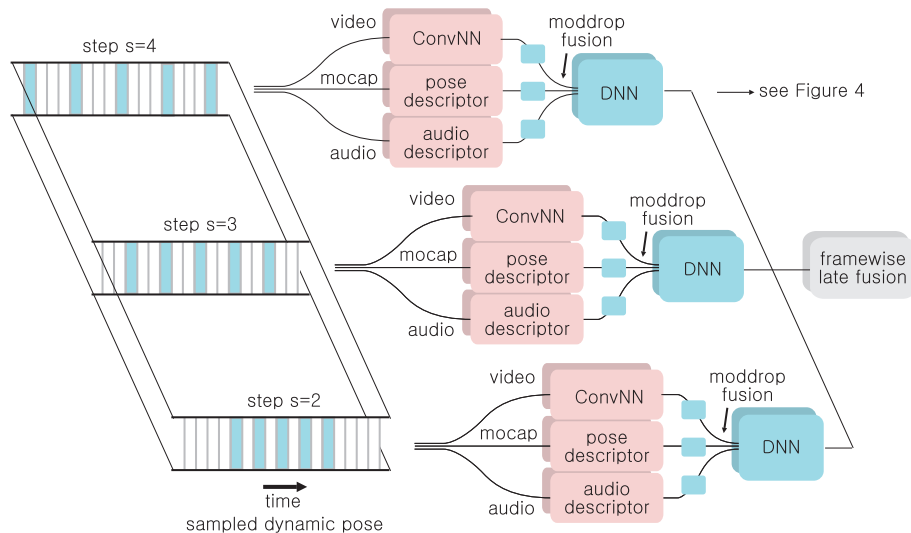 step s=4
video
ConvNN
moddrop
fusion
mocap
pose
descriptor
DNN
see Figure 4
audio
audio
descriptor
step s=3
video
ConvNN
moddrop
fusion
mocap
pose
descriptor
DNN
framewise
late fusion
audio
audio
descriptor
step s=2
video
ConvNN
moddrop
fusion
mocap
pose
descriptor
DNN
audio
audio
descriptor
time
sampled dynamic pose